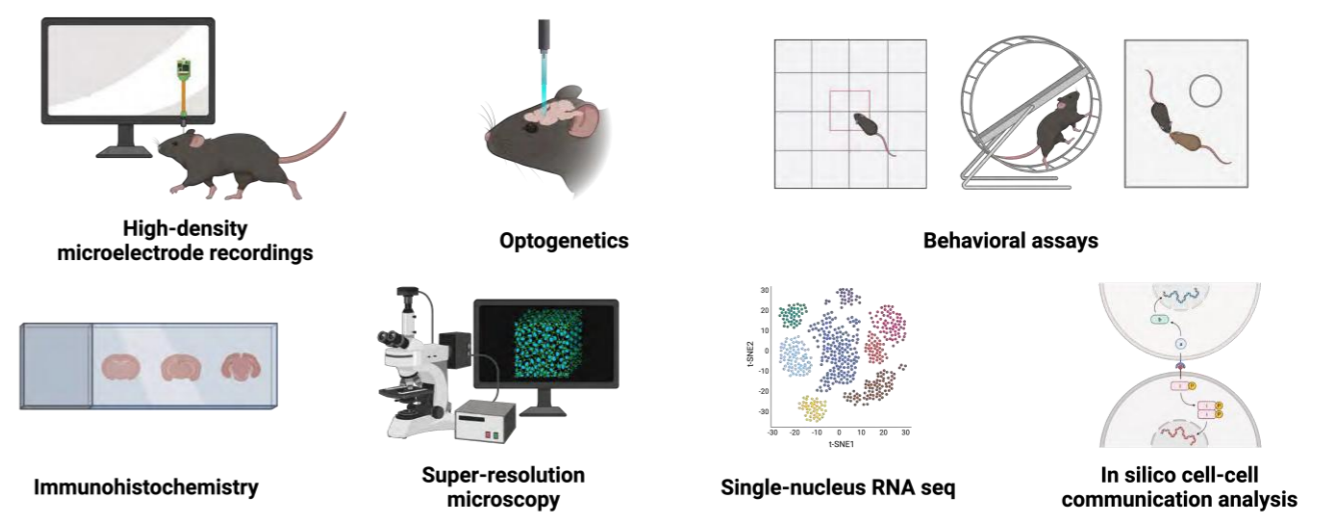 High-density
microelectrode recordings
Optogenetics
Behavioral assays
Immunohistochemistry
Super-resolution
microscopy
t-SNE2
30
20
10
0
-10
-20
-30
-30 -20 -10 0 10 20 30
t-SNE1
Single-nucleus RNA seq
P
P
P
In silico cell-cell
communication analysis